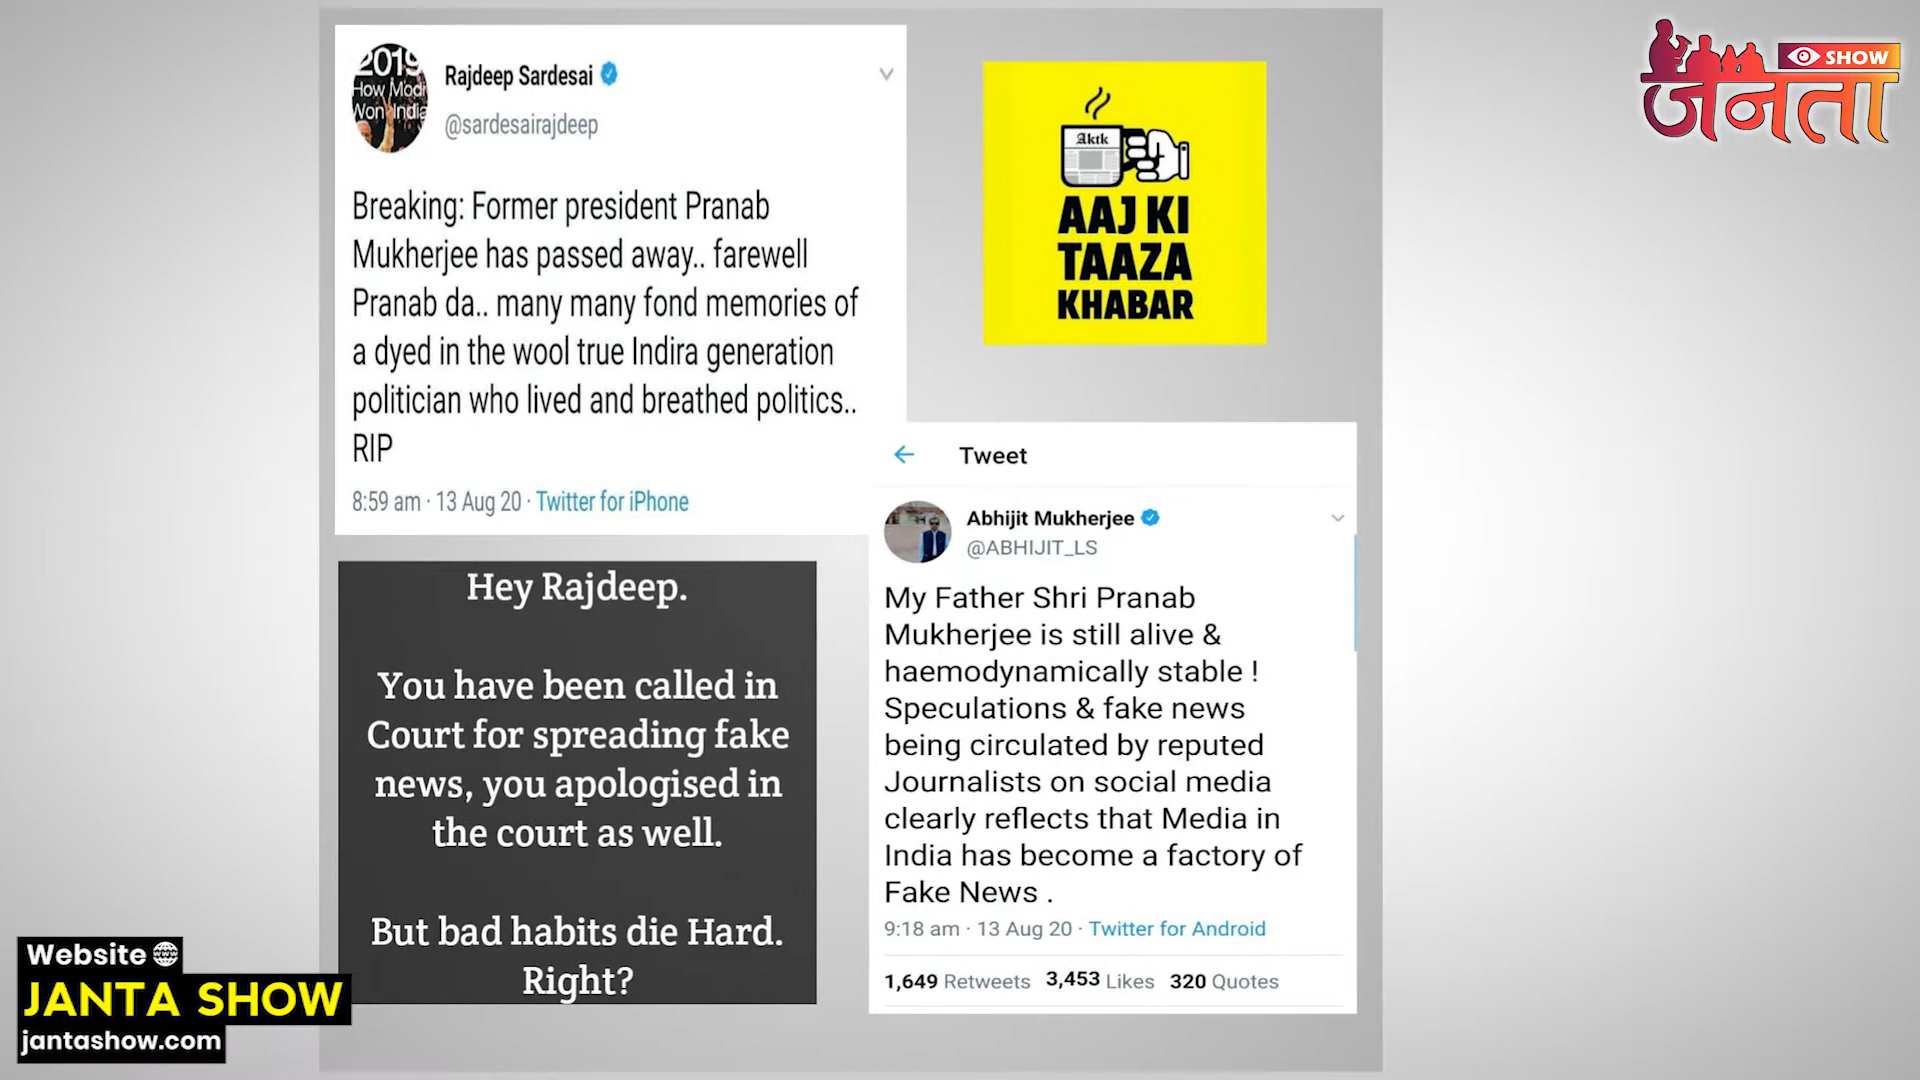 2019
How Modi
Won India
Rajdeep Sardesai
@sardesairajdeep
Breaking: Former president Pranab
Mukherjee has passed away.. farewell
Pranab da.. many many fond memories of
a dyed in the wool true Indira generation
politician who lived and breathed politics..
RIP
8:59 am · 13 Aug 20 · Twitter for iPhone
Aktk
AAJ KI
TAAZA
KHABAR
SHOW
जनता
Tweet
Abhijit Mukherjee
@ABHIJIT_LS
My Father Shri Pranab
Mukherjee is still alive &
haemodynamically stable !
Speculations & fake news
being circulated by reputed
Journalists on social media
clearly reflects that Media in
India has become a factory of
Fake News .
9:18 am · 13 Aug 20 · Twitter for Android
1,649 Retweets 3,453 Likes 320 Quotes
Hey Rajdeep.
You have been called in
Court for spreading fake
news, you apologised in
the court as well.
But bad habits die Hard.
Right?
Website
JANTA SHOW
jantashow.com